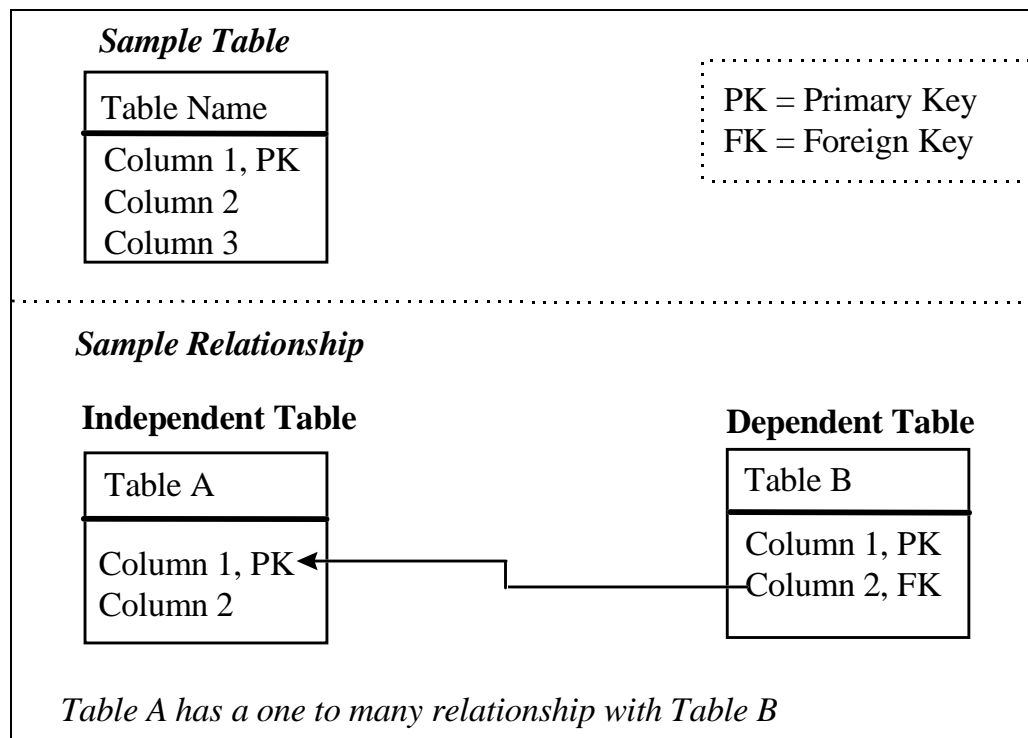 Sample Table
Table Name
Column 1, PK
Column 2
Column 3
PK = Primary Key
FK = Foreign Key
Sample Relationship
Independent Table
Table A
Column 1, PK
Column 2
Dependent Table
Table B
Column 1, PK
Column 2, FK
Table A has a one to many relationship with Table B